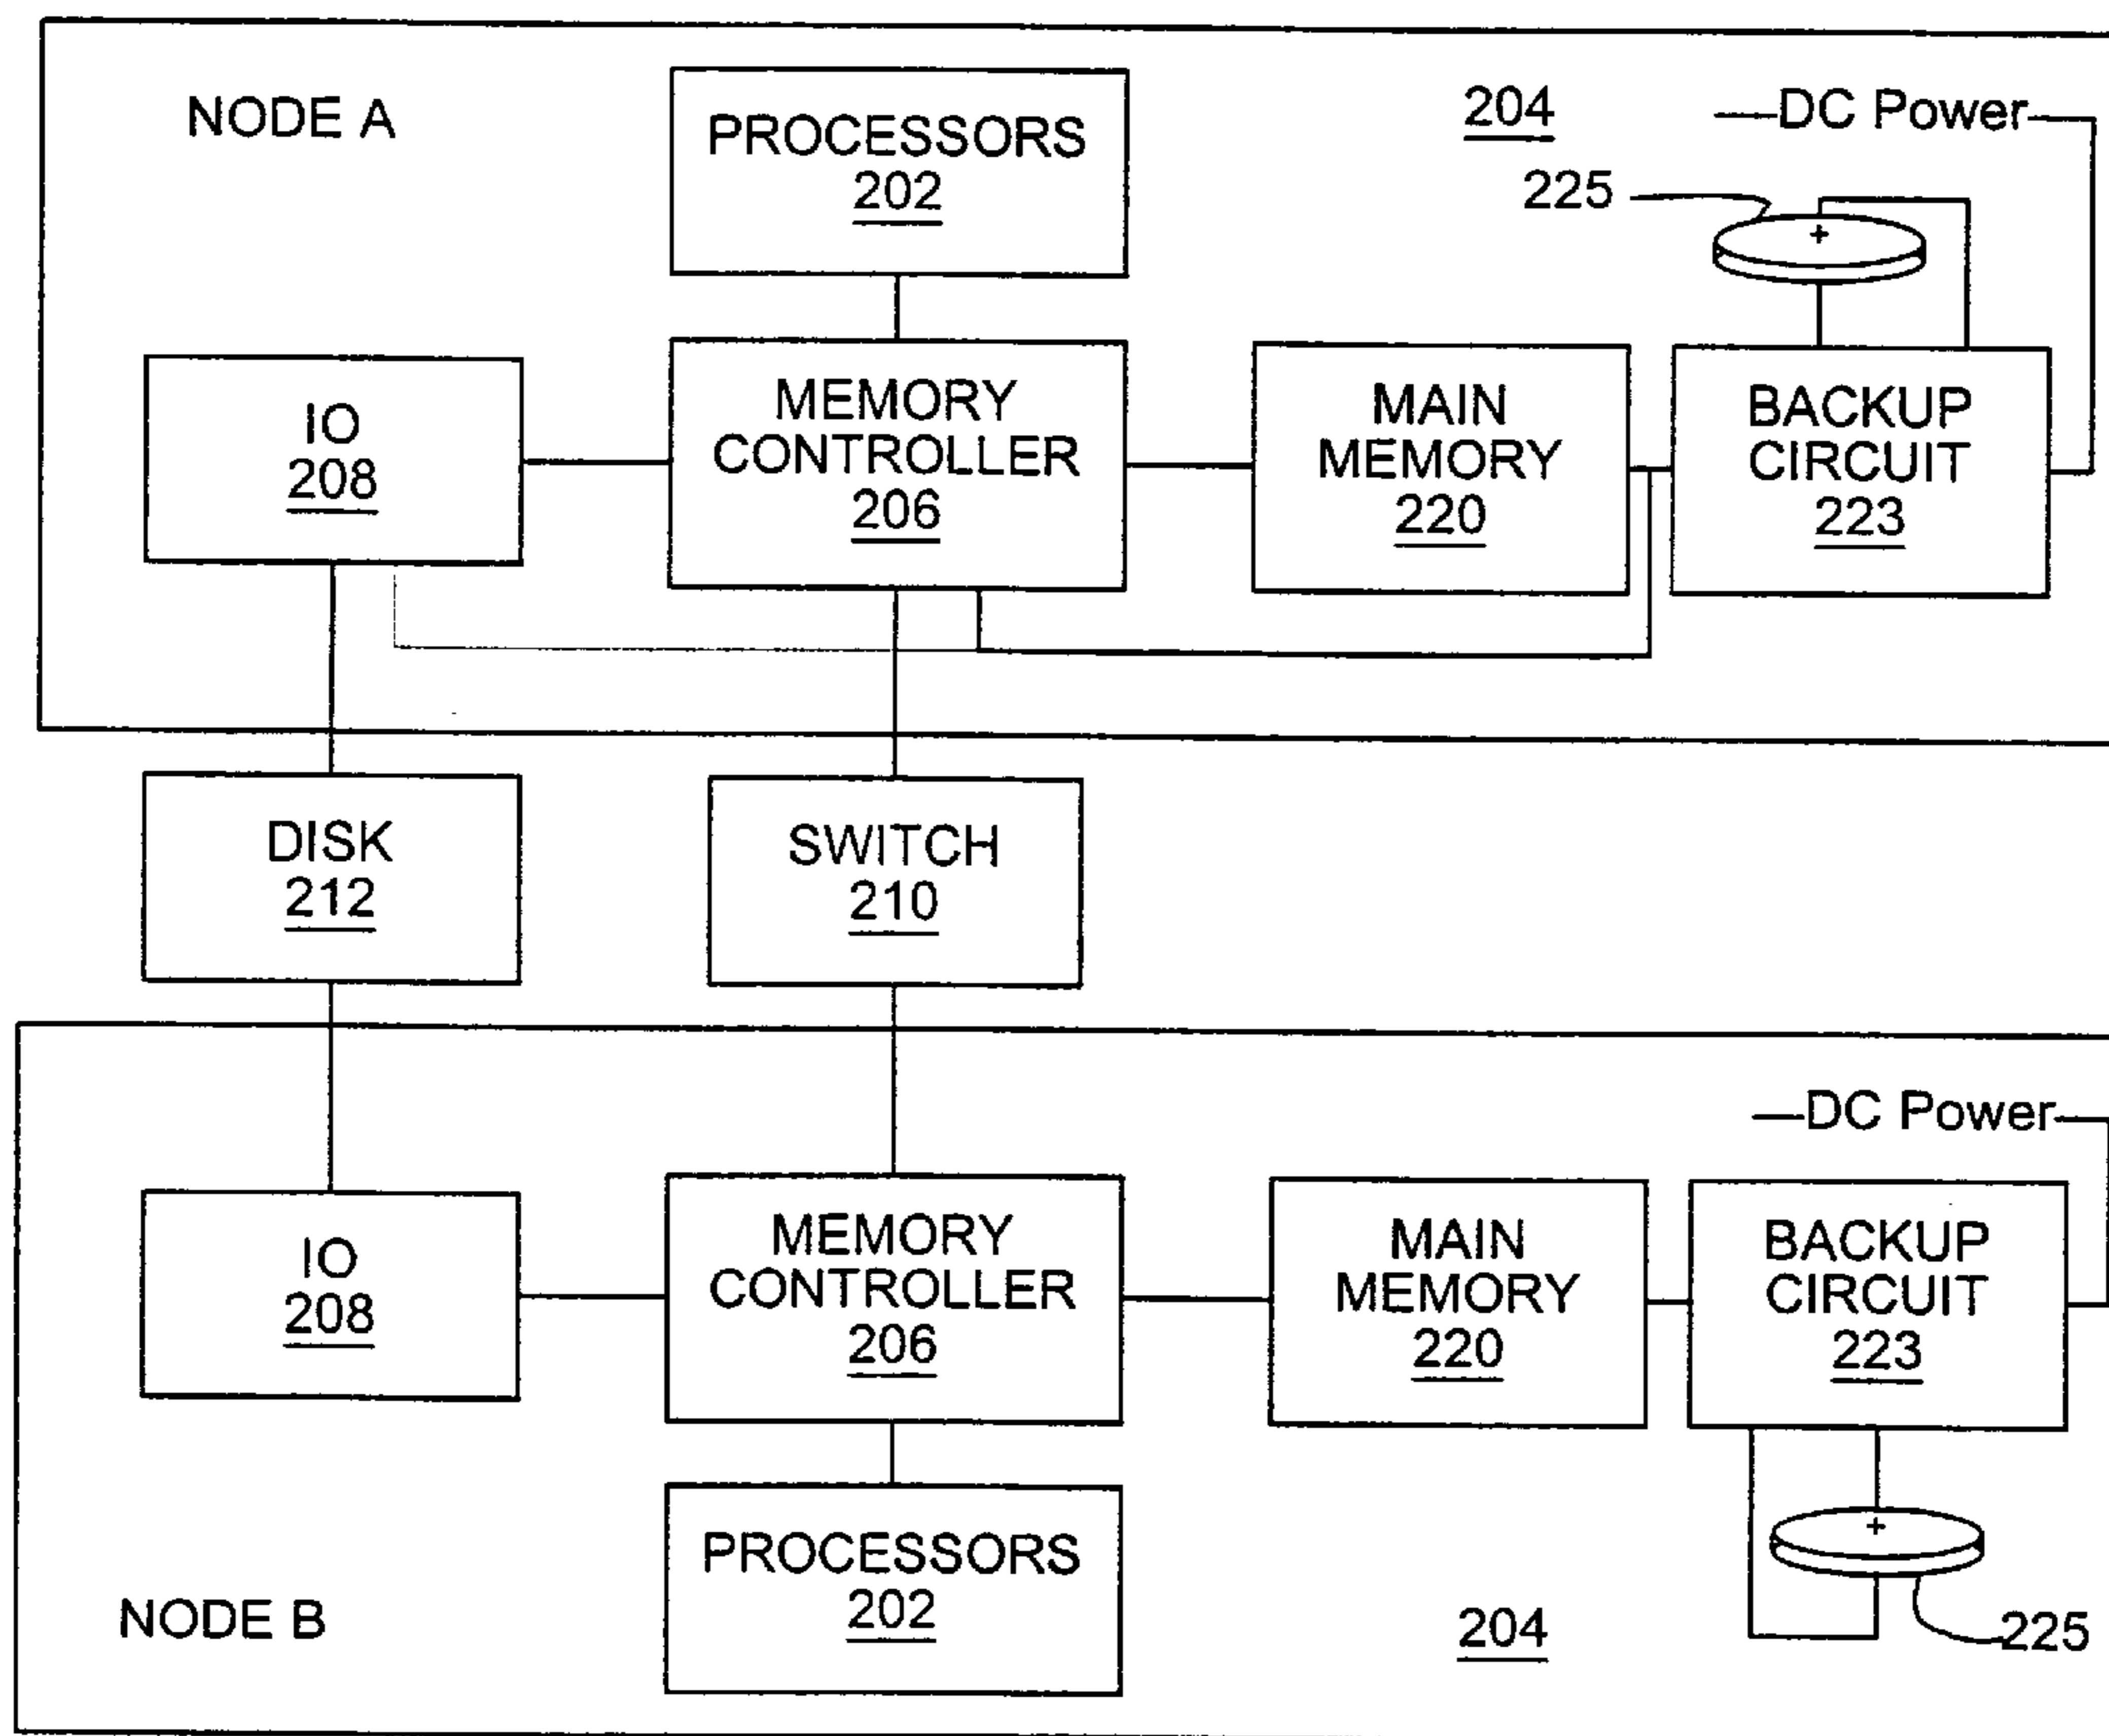 NODE A
PROCESSORS
202
204
DC Power
225
+
IO
208
MEMORY
CONTROLLER
206
MAIN
MEMORY
220
BACKUP
CIRCUIT
223
DISK
212
SWITCH
210
DC Power
IO
208
MEMORY
CONTROLLER
206
MAIN
MEMORY
220
BACKUP
CIRCUIT
223
+
PROCESSORS
202
NODE B
204
225